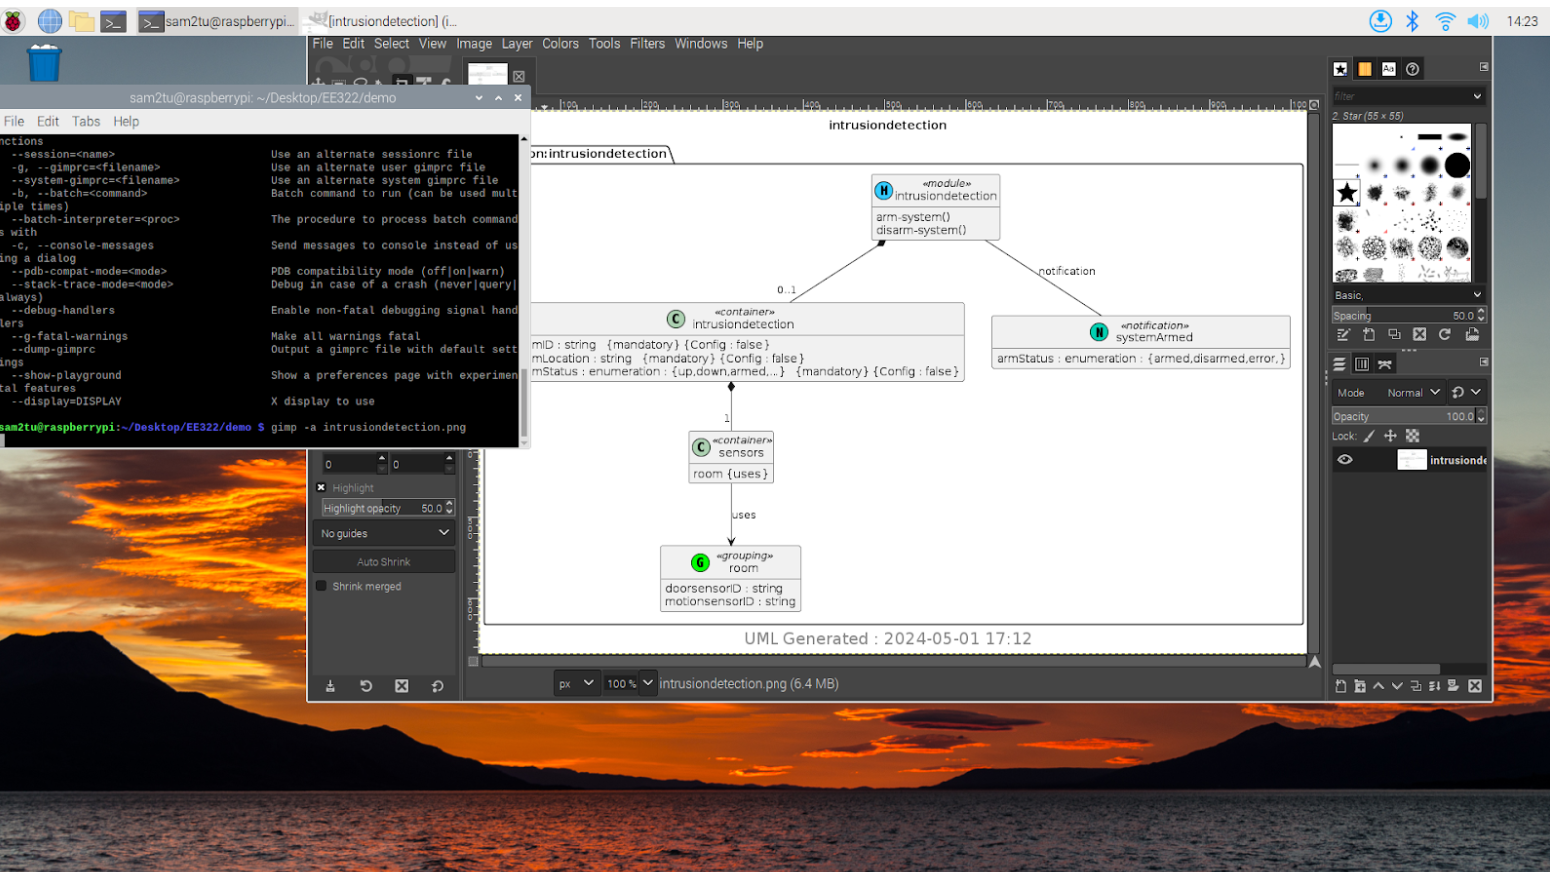 sam2tu@raspberrypi...
[intrusiondetection] (i...
14:23
File Edit Select View Image Layer Colors Tools Filters Windows Help
sam2tu@raspberrypi: ~/Desktop/EE322/demo
File Edit Tabs Help
nctions
--session=<name> Use an alternate sessionrc file
-g, --gimprc=<filename> Use an alternate user gimprc file
--system-gimprc=<filename> Use an alternate system gimprc file
-b, --batch=<command> Batch command to run (can be used mult
iple times)
--batch-interpreter=<proc> The procedure to process batch command
s with
-c, --console-messages Send messages to console instead of us
ing a dialog
--pdb-compat-mode=<mode> PDB compatibility mode (off|on|warn)
--stack-trace-mode=<mode> Debug in case of a crash (never|query|
always)
--debug-handlers Enable non-fatal debugging signal hand
lers
--g-fatal-warnings Make all warnings fatal
--dump-gimprc Output a gimprc file with default sett
ings
--show-playground Show a preferences page with experimen
tal features
--display=DISPLAY X display to use
sam2tu@raspberrypi:~/Desktop/EE322/demo $ gimp -a intrusiondetection.png
0 0
Highlight
Highlight opacity 50.0
No guides
Auto Shrink
Shrink merged
100 200 300 400 500 600 700 800 900 100
intrusiondetection
on:intrusiondetection
H «module»
intrusiondetection
arm-system()
disarm-system()
0..1
notification
C «container»
intrusiondetection
mID : string {mandatory} {Config : false}
mLocation : string {mandatory} {Config : false}
mStatus : enumeration : {up,down,armed,...} {mandatory} {Config : false}
N «notification»
systemArmed
armStatus : enumeration : {armed,disarmed,error,}
1
C «container»
sensors
room {uses}
uses
G «grouping»
room
doorsensorID : string
motionsensorID : string
UML Generated : 2024-05-01 17:12
px 100 % intrusiondetection.png (6.4 MB)
Aa
filter
2. Star (55 × 55)
Basic,
Spacing 50.0
Mode Normal
Opacity 100.0
Lock:
intrusionde